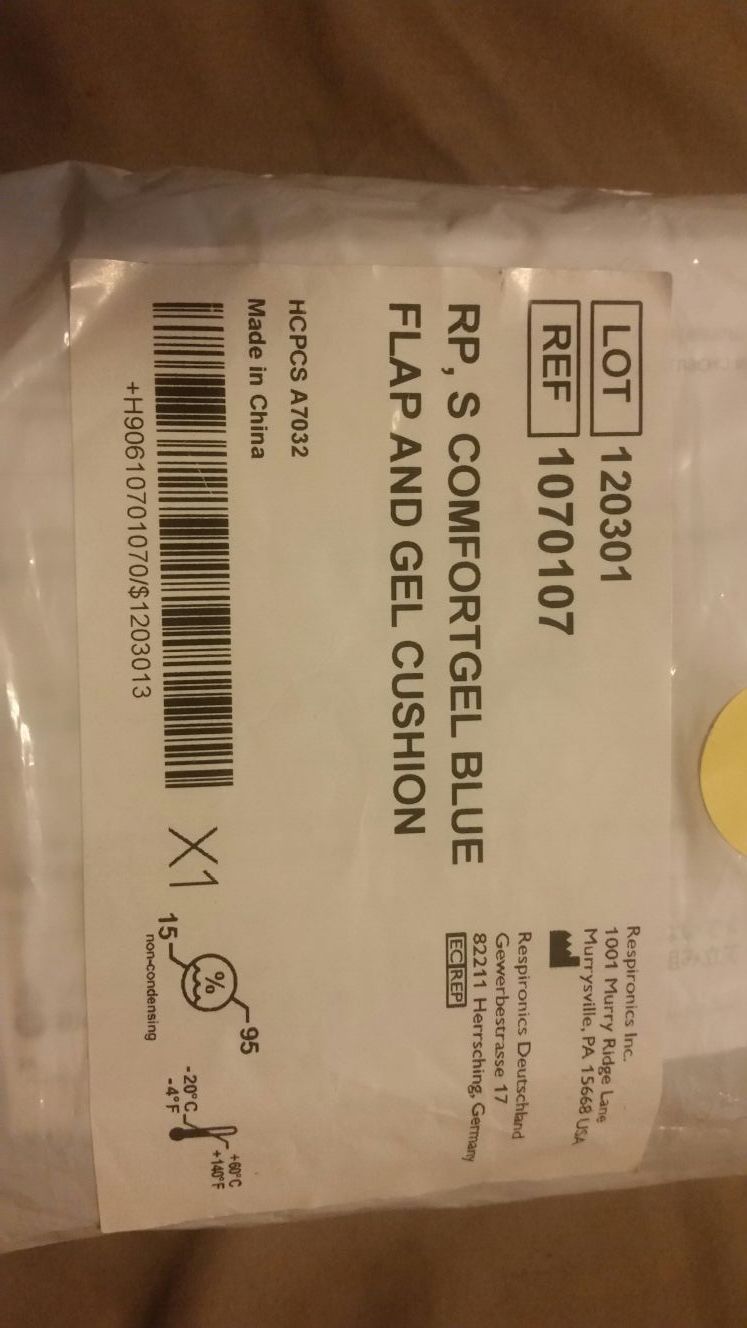 LOT 120301
REF 1070107
RP, S COMFORTGEL BLUE
FLAP AND GEL CUSHION
HCPCS A7032
Made in China
+H90610701070/$1203013
X1
Respironics Inc.
1001 Murry Ridge Lane
Murrysville, PA 15668 USA
Respironics Deutschland
Gewerbestrasse 17
82211 Herrsching, Germany
EC REP
95
%
15
non-condensing
+60°C
+140°F
-20°C
-4°F